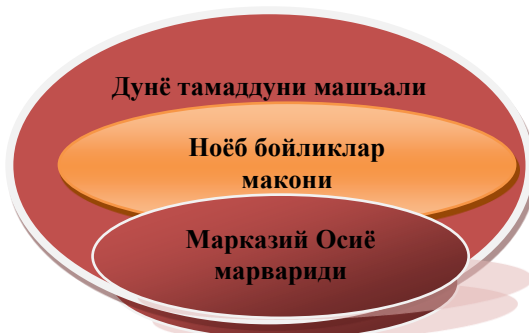 Дунё тамаддуни машъали
Ноёб бойликлар
макони
Марказий Осиё
марвариди